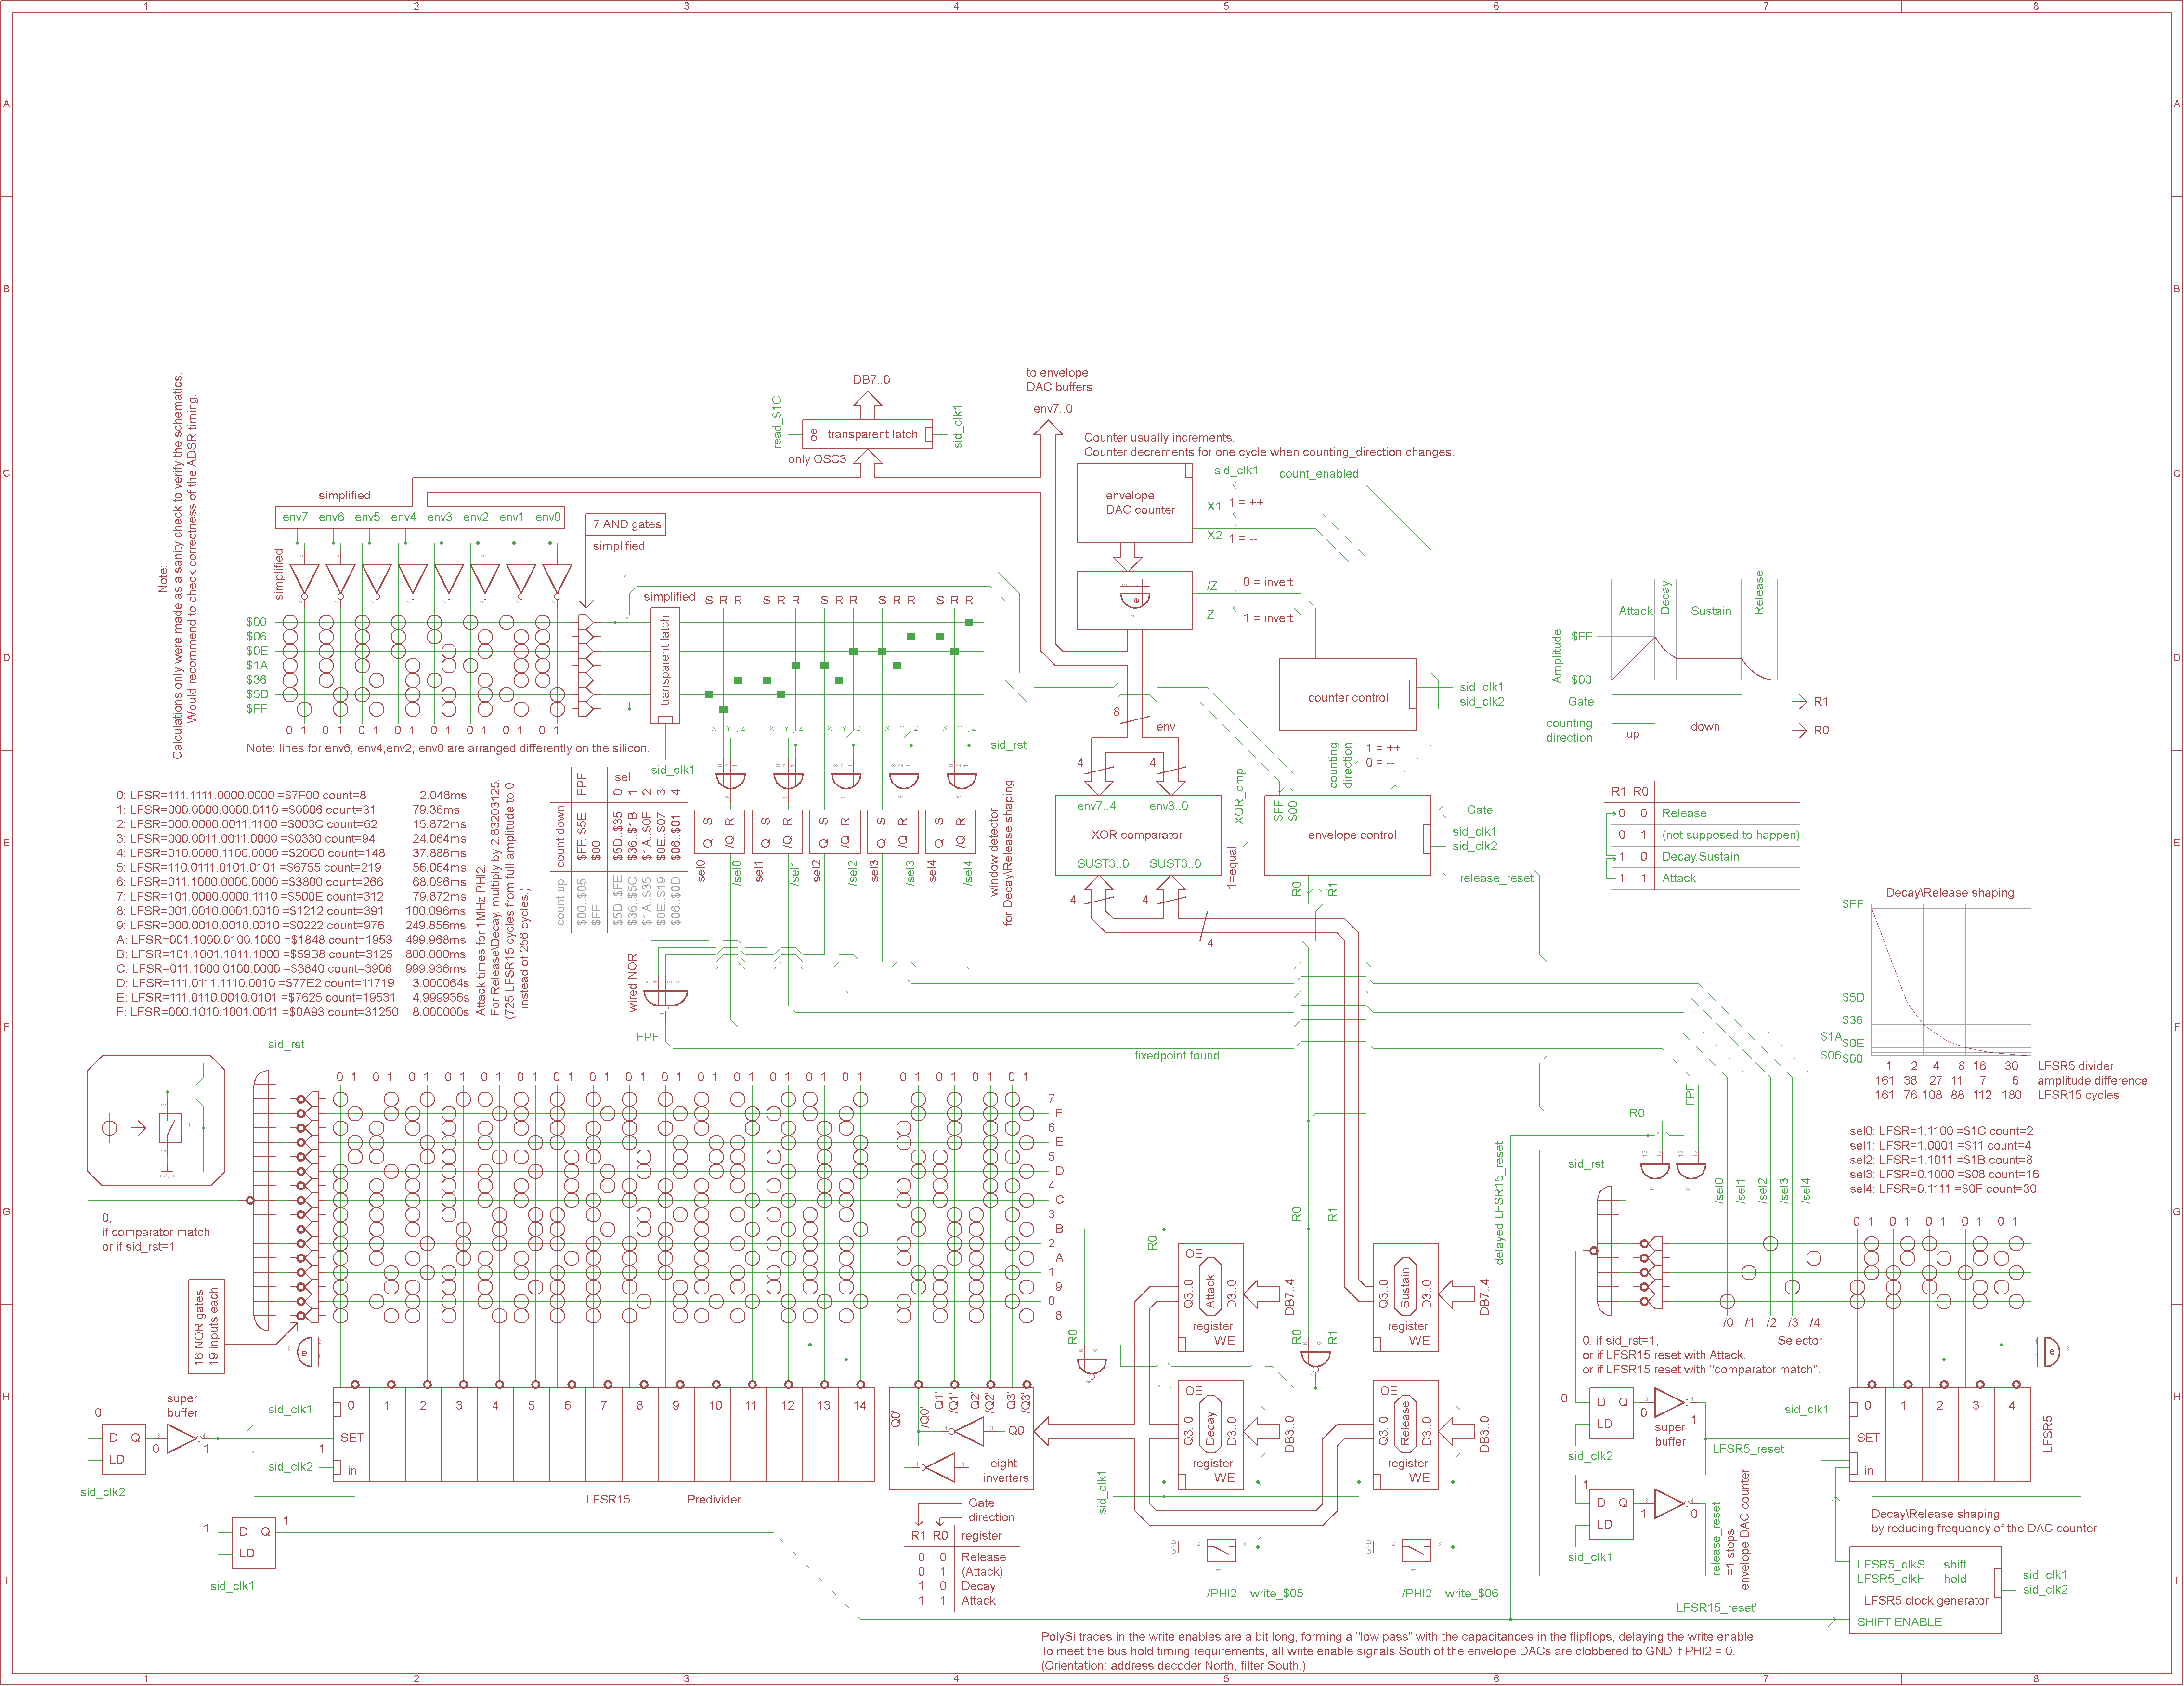 1 2 3 4 5 6 7 8
A A
B B
C C
D D
E E
F F
G G
H H
I I
1 2 3 4 5 6 7 8
Note:
Calculations only were made as a sanity check to verify the schematics.
Would recommend to check correctness of the ADSR timing.
DB7..0
read_$1C
oe transparent latch
sid_clk1
only OSC3
to envelope
DAC buffers
env7..0
Counter usually increments.
Counter decrements for one cycle when counting_direction changes.
sid_clk1
count_enabled
envelope
DAC counter
X1 1 = ++
X2 1 = --
e
/Z 0 = invert
Z 1 = invert
simplified
env7 env6 env5 env4 env3 env2 env1 env0
simplified
7 AND gates
simplified
simplified
transparent latch
sid_clk1
S R R S R R S R R S R R S R R
$00
$06
$0E
$1A
$36
$5D
$FF
0 1 0 1 0 1 0 1 0 1 0 1 0 1 0 1
Note: lines for env6, env4,env2, env0 are arranged differently on the silicon.
X Y Z X Y Z X Y Z X Y Z X Y Z
sid_rst
S R S R S R S R S R
Q /Q Q /Q Q /Q Q /Q Q /Q
sel0 /sel0 sel1 /sel1 sel2 /sel2 sel3 /sel3 sel4 /sel4
window detector
for Decay\Release shaping
FPF sel
0 1 2 3 4
count down $FF..$5E $00 $5D..$35 $36..$1B $1A..$0F $0E..$07 $06..$01
count up $00..$05 $FF $5D..$FE $36..$5C $1A..$35 $0E..$19 $06..$0D
wired NOR
FPF
fixedpoint found
8
env
4 4
env7..4 env3..0
XOR comparator
SUST3..0 SUST3..0
4 4
4
XOR_cmp
1=equal
counter control
sid_clk1
sid_clk2
counting
direction
1 = ++
0 = --
$FF $00
envelope control
Gate
sid_clk1
sid_clk2
release_reset
R0 R1
Amplitude
$FF
$00
Attack Decay Sustain Release
Gate R1
counting
direction up down R0
R1 R0
0 0 Release
0 1 (not supposed to happen)
1 0 Decay,Sustain
1 1 Attack
0: LFSR=111.1111.0000.0000 =$7F00 count=8 2.048ms
1: LFSR=000.0000.0000.0110 =$0006 count=31 79.36ms
2: LFSR=000.0000.0011.1100 =$003C count=62 15.872ms
3: LFSR=000.0011.0011.0000 =$0330 count=94 24.064ms
4: LFSR=010.0000.1100.0000 =$20C0 count=148 37.888ms
5: LFSR=110.0111.0101.0101 =$6755 count=219 56.064ms
6: LFSR=011.1000.0000.0000 =$3800 count=266 68.096ms
7: LFSR=101.0000.0000.1110 =$500E count=312 79.872ms
8: LFSR=001.0010.0001.0010 =$1212 count=391 100.096ms
9: LFSR=000.0010.0010.0010 =$0222 count=976 249.856ms
A: LFSR=001.1000.0100.1000 =$1848 count=1953 499.968ms
B: LFSR=101.1001.1011.1000 =$59B8 count=3125 800.000ms
C: LFSR=011.1000.0100.0000 =$3840 count=3906 999.936ms
D: LFSR=111.0111.1110.0010 =$77E2 count=11719 3.000064s
E: LFSR=111.0110.0010.0101 =$7625 count=19531 4.999936s
F: LFSR=000.1010.1001.0011 =$0A93 count=31250 8.000000s
Attack times for 1MHz PHI2.
For Release\Decay, multiply by 2.83203125.
(725 LFSR15 cycles from full amplitude to 0
instead of 256 cycles.)
Decay\Release shaping
$FF
$5D
$36
$1A
$0E
$06
$00
1 2 4 8 16 30 LFSR5 divider
161 38 27 11 7 6 amplitude difference
161 76 108 88 112 180 LFSR15 cycles
sel0: LFSR=1.1100 =$1C count=2
sel1: LFSR=1.0001 =$11 count=4
sel2: LFSR=1.1011 =$1B count=8
sel3: LFSR=0.1000 =$08 count=16
sel4: LFSR=0.1111 =$0F count=30
sid_rst
GND
0,
if comparator match
or if sid_rst=1
16 NOR gates
19 inputs each
0 1 0 1 0 1 0 1 0 1 0 1 0 1 0 1 0 1 0 1 0 1 0 1 0 1 0 1 0 1 0 1 0 1 0 1 0 1
7
F
6
E
5
D
4
C
3
B
2
A
1
9
0
8
e
0
D Q
LD
sid_clk2
super
buffer
0 1
sid_clk1
SET
1
sid_clk2
in
0 1 2 3 4 5 6 7 8 9 10 11 12 13 14
LFSR15 Predivider
1
D Q
LD
1
sid_clk1
Q0' /Q0' Q1' /Q1' Q2' /Q2' Q3' /Q3'
Q0
eight
inverters
Gate
direction
R1 R0 register
0 0 Release
0 1 (Attack)
1 0 Decay
1 1 Attack
R0
R0
R0 R1
R0 R1
OE
Q3..0 Attack D3..0
register
WE
DB7..4
Q3..0 Sustain D3..0
register
WE
DB7..4
OE
Q3..0 Decay D3..0
register
WE
DB3..0
OE
Q3..0 Release D3..0
register
WE
DB3..0
sid_clk1
GND
/PHI2 write_$05
GND
/PHI2 write_$06
delayed LFSR15_reset
R0
FPF
sid_rst
/sel0 /sel1 /sel2 /sel3 /sel4
0 1 0 1 0 1 0 1 0 1
/0 /1 /2 /3 /4
Selector
0, if sid_rst=1,
or if LFSR15 reset with Attack,
or if LFSR15 reset with "comparator match".
0
D Q
LD
sid_clk2
0 1
super
buffer
LFSR5_reset
1
D Q
LD
sid_clk1
1 0
release_reset
=1 stops
envelope DAC counter
sid_clk1
SET
in
0 1 2 3 4
LFSR5
e
Decay\Release shaping
by reducing frequency of the DAC counter
LFSR5_clkS shift
LFSR5_clkH hold
LFSR5 clock generator
SHIFT ENABLE
sid_clk1
sid_clk2
LFSR15_reset'
PolySi traces in the write enables are a bit long, forming a "low pass" with the capacitances in the flipflops, delaying the write enable.
To meet the bus hold timing requirements, all write enable signals South of the envelope DACs are clobbered to GND if PHI2 = 0.
(Orientation: address decoder North, filter South.)